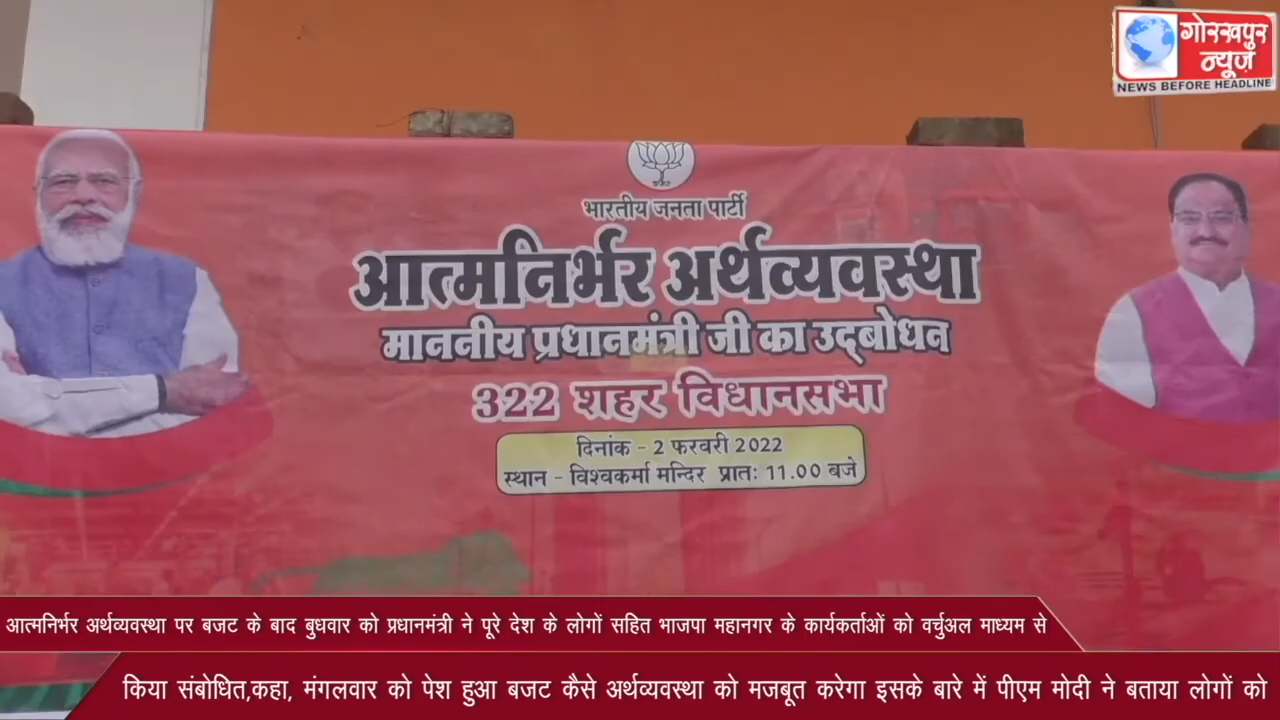 गोरखपुर
न्यूज़
NEWS BEFORE HEADLINE
भारतीय जनता पार्टी
आत्मनिर्भर अर्थव्यवस्था
माननीय प्रधानमंत्री जी का उद्बोधन
322 शहर विधानसभा
दिनांक - 2 फरवरी 2022
स्थान - विश्वकर्मा मन्दिर प्रातः 11.00 बजे
आत्मनिर्भर अर्थव्यवस्था पर बजट के बाद बुधवार को प्रधानमंत्री ने पूरे देश के लोगों सहित भाजपा महानगर के कार्यकर्ताओं को वर्चुअल माध्यम से
किया संबोधित,कहा, मंगलवार को पेश हुआ बजट कैसे अर्थव्यवस्था को मजबूत करेगा इसके बारे में पीएम मोदी ने बताया लोगों को